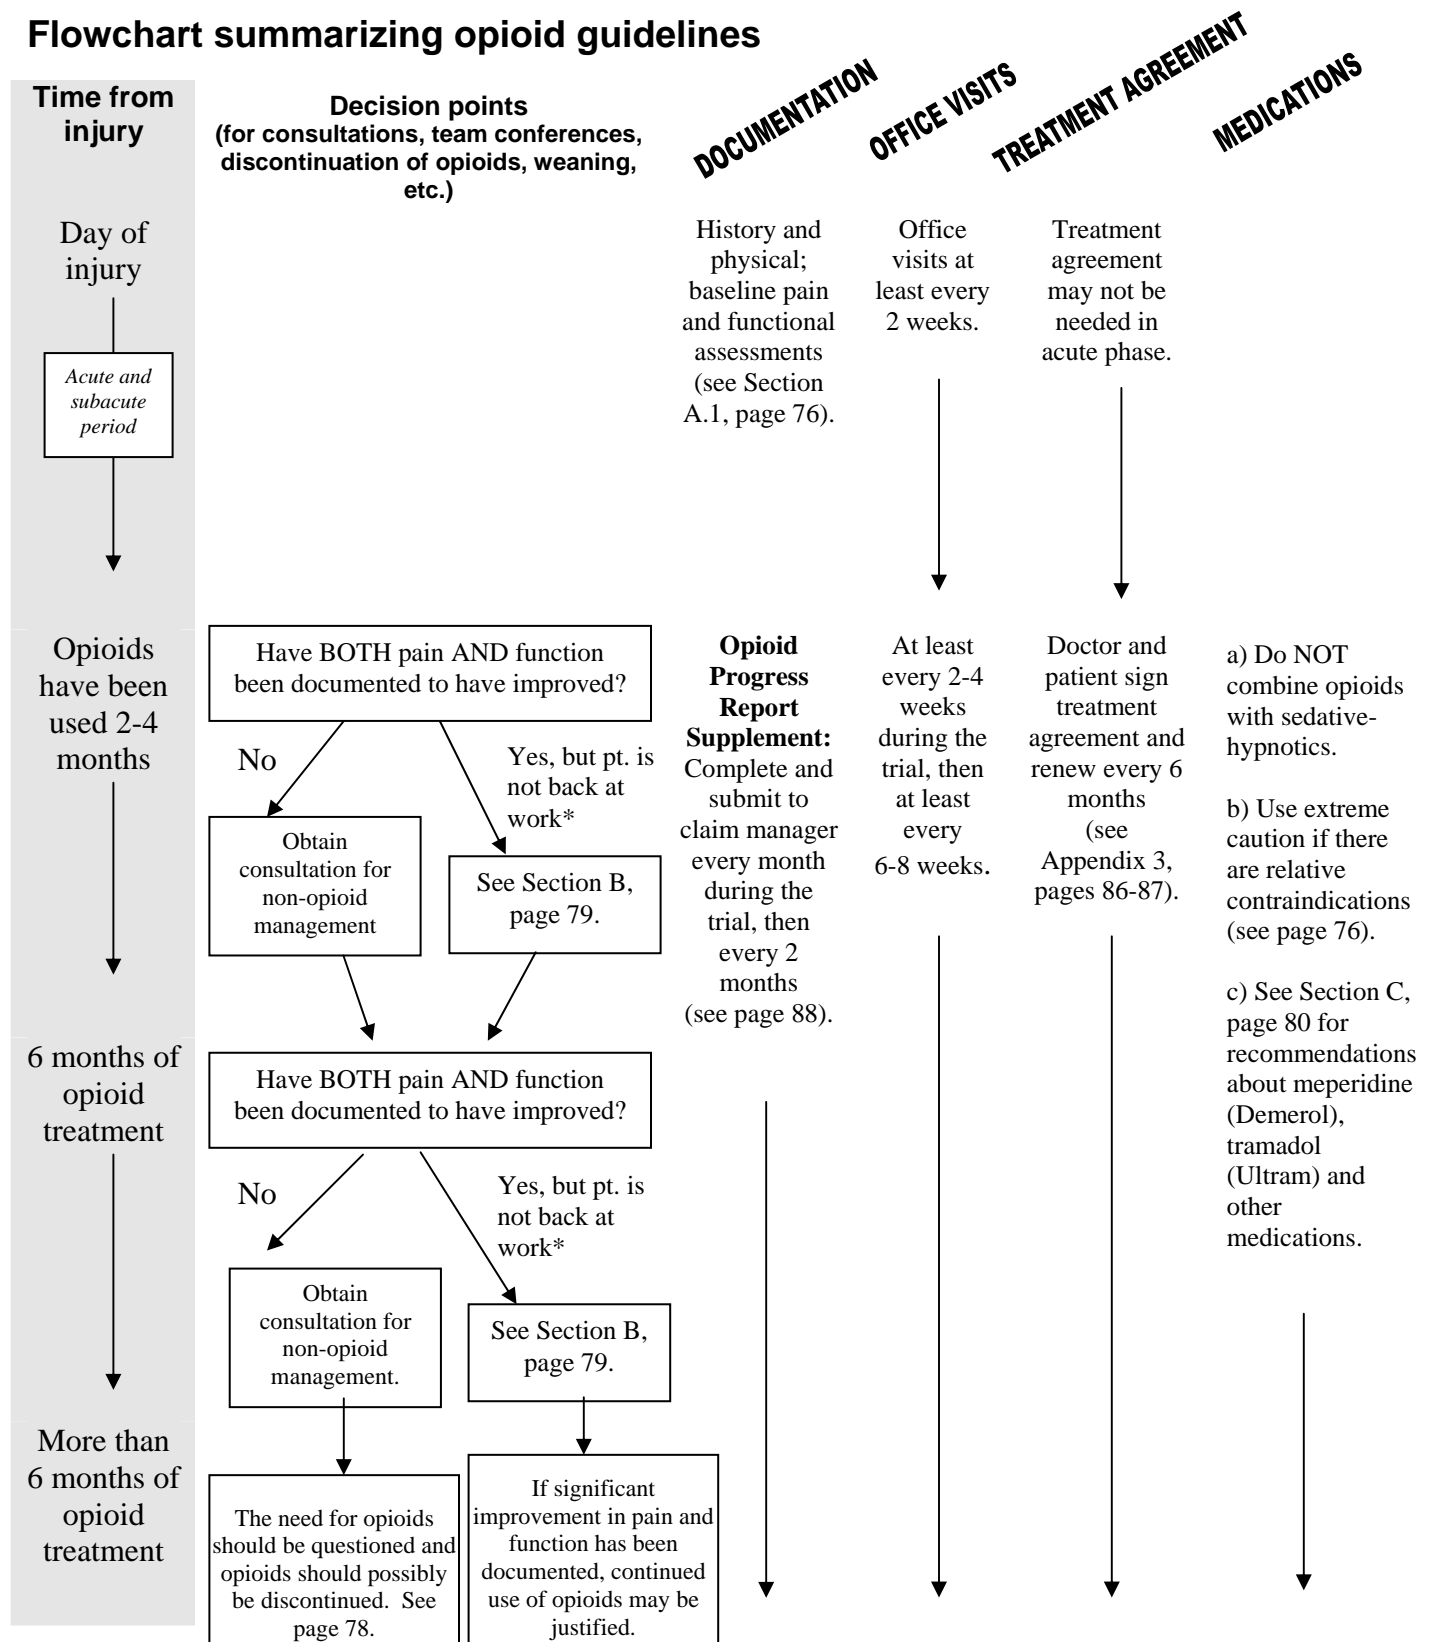 Flowchart summarizing opioid guidelines
Time from
injury
Decision points
(for consultations, team conferences,
discontinuation of opioids, weaning,
etc.)
DOCUMENTATION
OFFICE VISITS
TREATMENT AGREEMENT
MEDICATIONS
Day of
injury
Acute and
subacute
period
History and
physical;
baseline pain
and functional
assessments
(see Section
A.1, page 76).
Office
visits at
least every
2 weeks.
Treatment
agreement
may not be
needed in
acute phase.
Opioids
have been
used 2-4
months
Have BOTH pain AND function
been documented to have improved?
No
Yes, but pt. is
not back at
work*
Obtain
consultation for
non-opioid
management
See Section B,
page 79.
Opioid
Progress
Report
Supplement:
Complete and
submit to
claim manager
every month
during the
trial, then
every 2
months
(see page 88).
At least
every 2-4
weeks
during the
trial, then
at least
every
6-8 weeks.
Doctor and
patient sign
treatment
agreement and
renew every 6
months
(see
Appendix 3,
pages 86-87).
a) Do NOT
combine opioids
with sedative-
hypnotics.
b) Use extreme
caution if there
are relative
contraindications
(see page 76).
c) See Section C,
page 80 for
recommendations
about meperidine
(Demerol),
tramadol
(Ultram) and
other
medications.
6 months of
opioid
treatment
Have BOTH pain AND function
been documented to have improved?
No
Yes, but pt. is
not back at
work*
Obtain
consultation for
non-opioid
management.
See Section B,
page 79.
More than
6 months of
opioid
treatment
The need for opioids
should be questioned and
opioids should possibly
be discontinued. See
page 78.
If significant
improvement in pain and
function has been
documented, continued
use of opioids may be
justified.